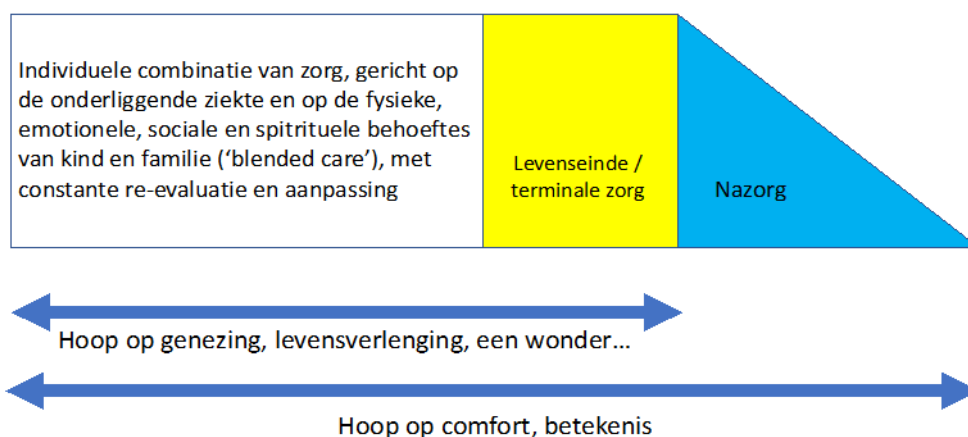 Individuele combinatie van zorg, gericht op
de onderliggende ziekte en op de fysieke,
emotionele, sociale en spitrituele behoeftes
van kind en familie (‘blended care’), met
constante re-evaluatie en aanpassing
Levenseinde /
terminale zorg
Nazorg
Hoop op genezing, levensverlenging, een wonder…
Hoop op comfort, betekenis